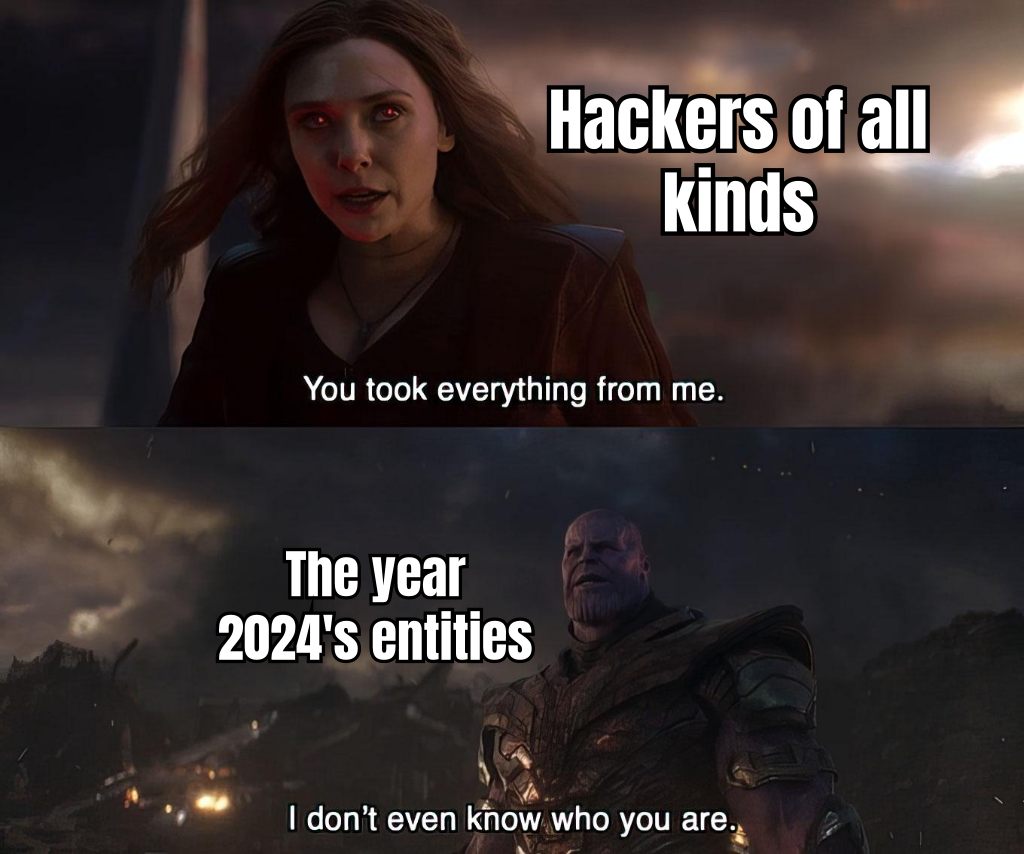 Hackers of all
kinds
You took everything from me.
The year
2024's entities
I don't even know who you are.